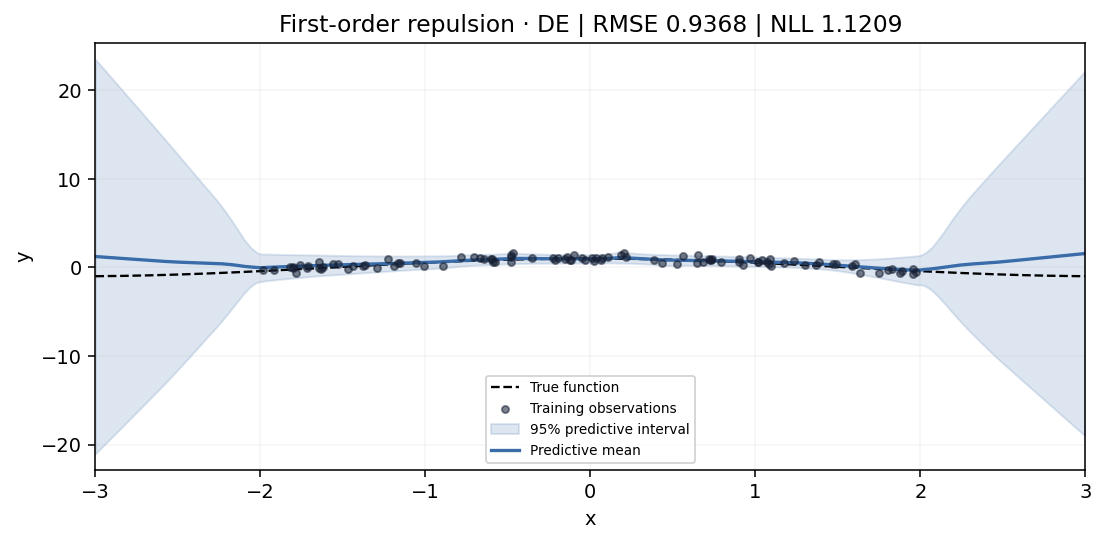 First-order repulsion · DE | RMSE 0.9368 | NLL 1.1209
20
10
0
−10
−20
y
True function
Training observations
95% predictive interval
Predictive mean
−3
−2
−1
0
1
2
3
x